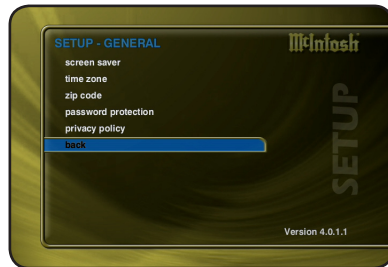 SETUP - GENERAL
McIntosh
screen saver
time zone
zip code
password protection
privacy policy
back
SETUP
Version 4.0.1.1